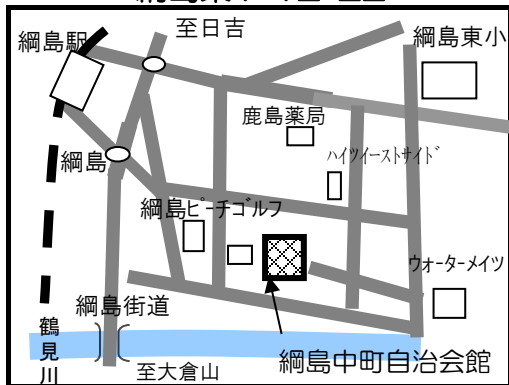 至日吉
綱島駅
綱島東小
鹿島薬局
ﾊｲﾂｲｰｽﾄｻｲﾄﾞ
綱島
綱島ピーチゴルフ
ウォーターメイツ
綱島街道
鶴見川
綱島中町自治会館
至大倉山